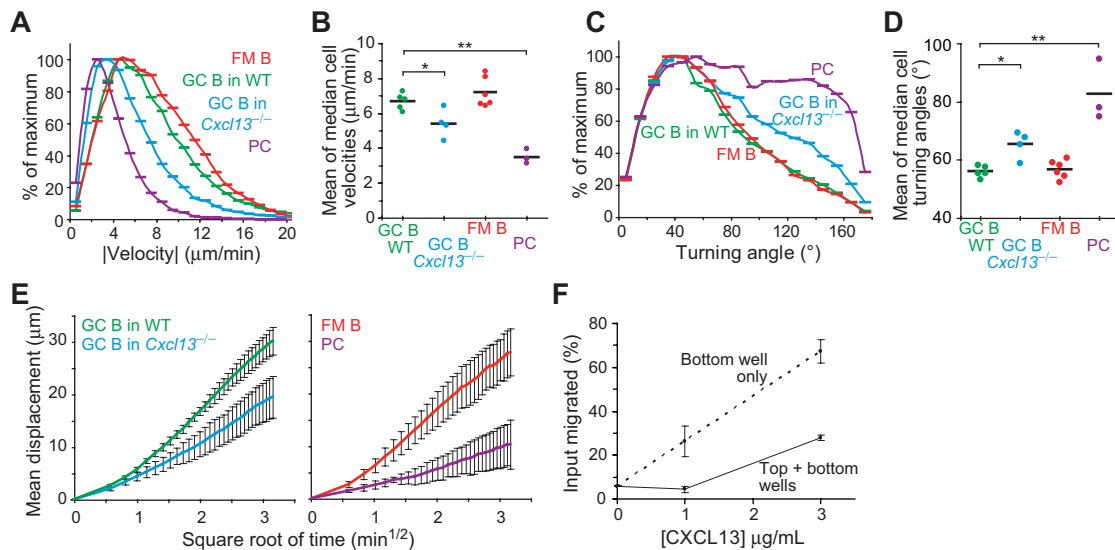 A
% of maximum
100
80
60
40
20
0
0 4 8 12 16 20
|Velocity| (μm/min)
FM B
GC B in WT
GC B in
Cxcl13–/–
PC
B
Mean of median cell
velocities (μm/min)
10
8
6
4
2
0
**
*
GC B
WT
GC B
Cxcl13–/–
FM B
PC
C
% of maximum
100
80
60
40
20
0
0 40 80 120 160
Turning angle (°)
PC
GC B in
Cxcl13–/–
GC B in WT
FM B
D
Mean of median cell
turning angles (°)
100
80
60
40
**
*
GC B
WT
GC B
Cxcl13–/–
FM B
PC
E
Mean displacement (μm)
30
20
10
0
GC B in WT
GC B in Cxcl13–/–
0 1 2 3
FM B
PC
0 1 2 3
Square root of time (min1/2)
F
Input migrated (%)
80
60
40
20
0
Bottom well
only
Top + bottom
wells
0 1 2 3
[CXCL13] μg/mL